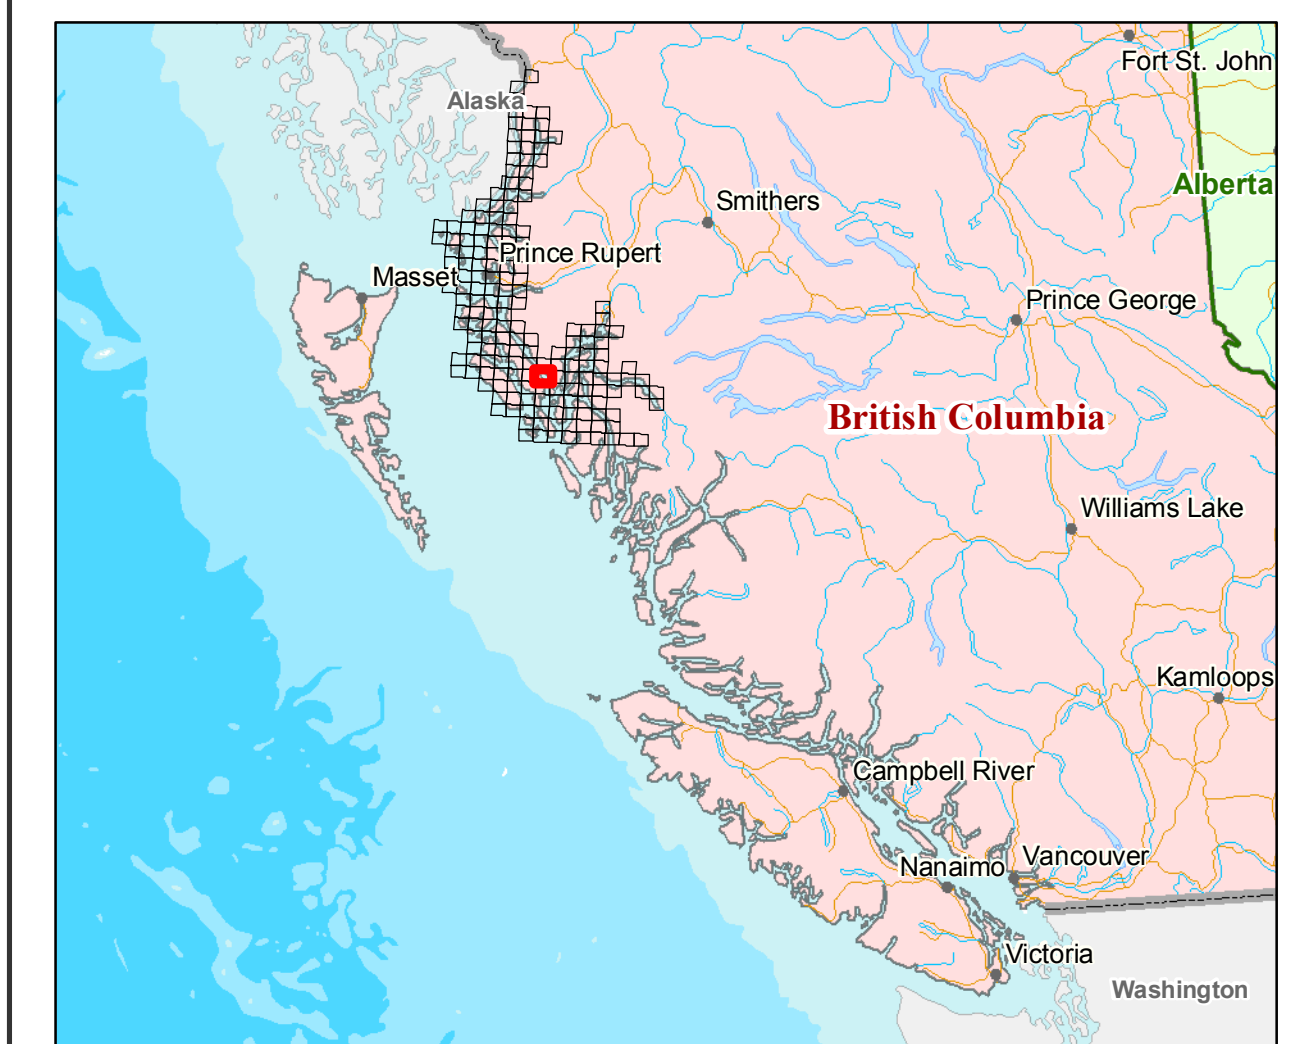 Fort St. John
Alaska
Alberta
Smithers
Prince Rupert
Masset
Prince George
British Columbia
Williams Lake
Kamloops
Campbell River
Vancouver
Nanaimo
Victoria
Washington